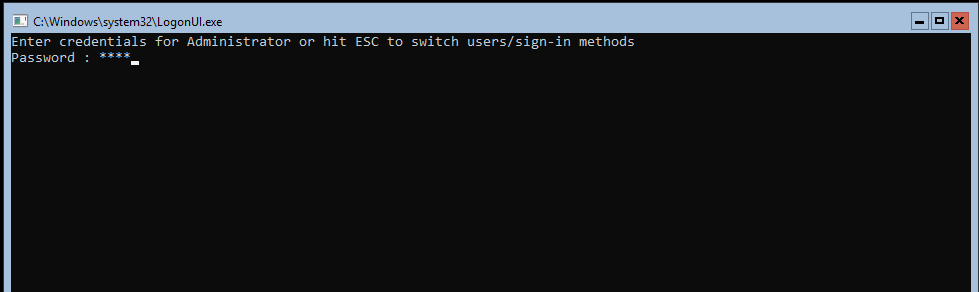 C:\Windows\system32\LogonUI.exe
Enter credentials for Administrator or hit ESC to switch users/sign-in methods
Password : ****